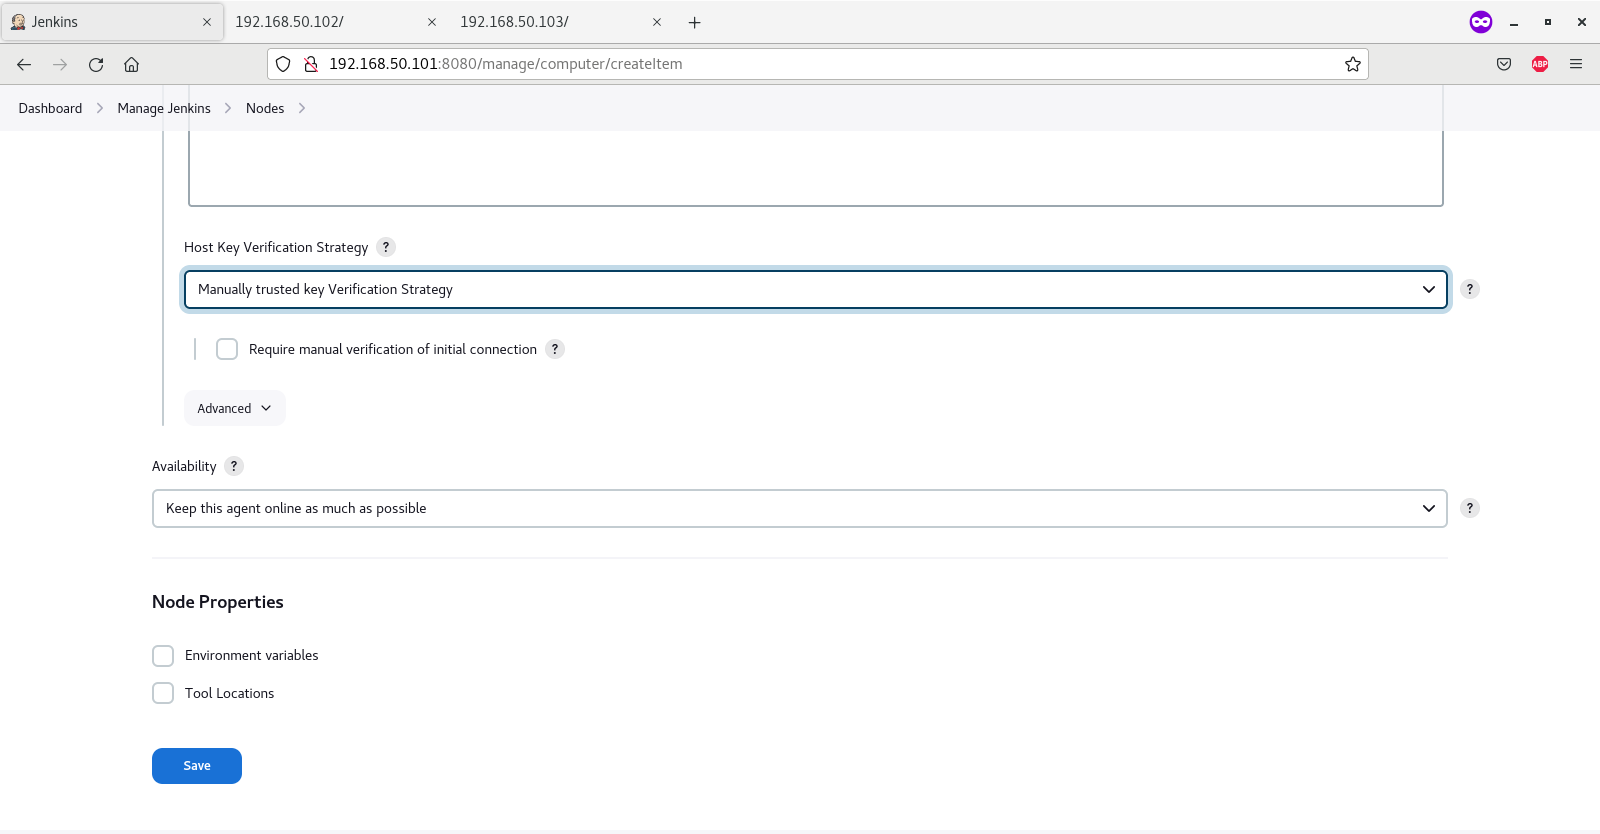 Jenkins
192.168.50.102/
192.168.50.103/
192.168.50.101:8080/manage/computer/createItem
ABP
Dashboard
Manage Jenkins
Nodes
Host Key Verification Strategy ?
Manually trusted key Verification Strategy
?
Require manual verification of initial connection ?
Advanced
Availability ?
Keep this agent online as much as possible
?
Node Properties
Environment variables
Tool Locations
Save